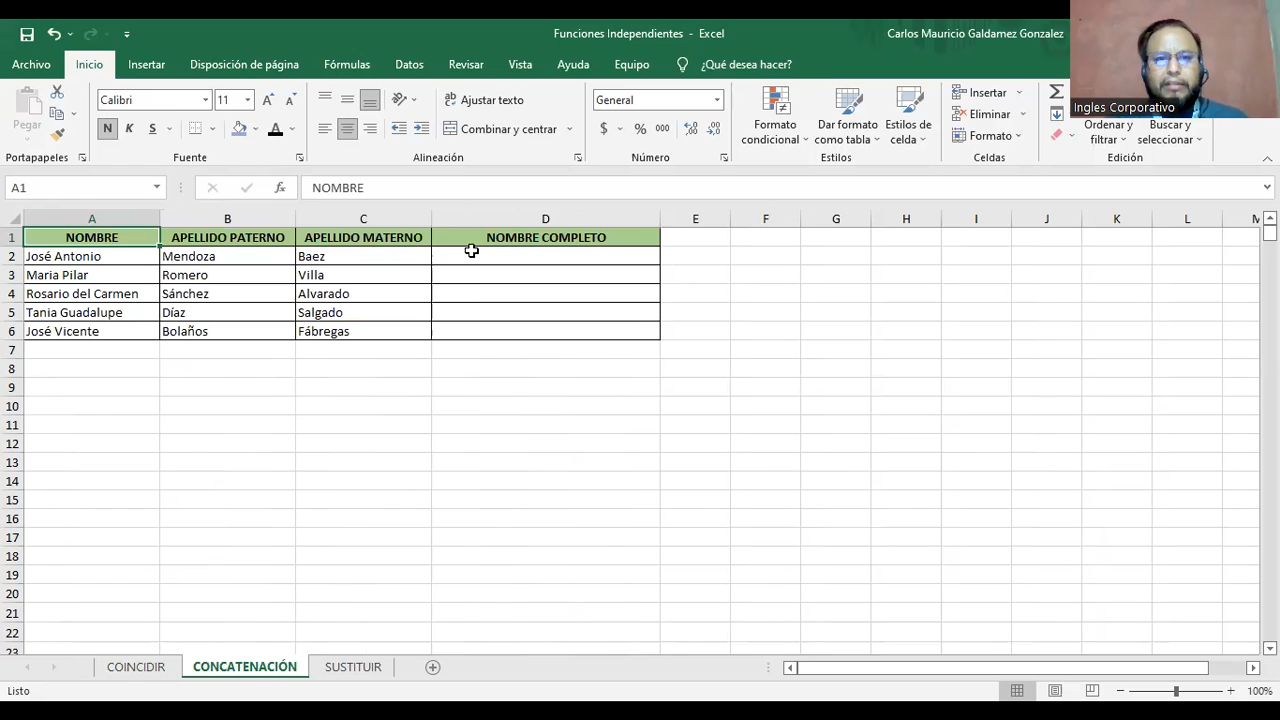 Funciones Independientes - Excel
Carlos Mauricio Galdamez Gonzalez
Archivo Inicio Insertar Disposición de página Fórmulas Datos Revisar Vista Ayuda Equipo ¿Qué desea hacer?
Ingles Corporativo
Pegar
Calibri 11
N K S
Ajustar texto
Combinar y centrar
General
$ % 000
Formato condicional
Dar formato como tabla
Estilos de celda
Insertar
Eliminar
Formato
Ordenar y filtrar
Buscar y seleccionar
Portapapeles Fuente Alineación Número Estilos Celdas Edición
A1 fx NOMBRE
A B C D E F G H I J K L M
1 NOMBRE APELLIDO PATERNO APELLIDO MATERNO NOMBRE COMPLETO
2 José Antonio Mendoza Baez
3 Maria Pilar Romero Villa
4 Rosario del Carmen Sánchez Alvarado
5 Tania Guadalupe Díaz Salgado
6 José Vicente Bolaños Fábregas
7
8
9
10
11
12
13
14
15
16
17
18
19
20
21
22
23
COINCIDIR CONCATENACIÓN SUSTITUIR
Listo
100%